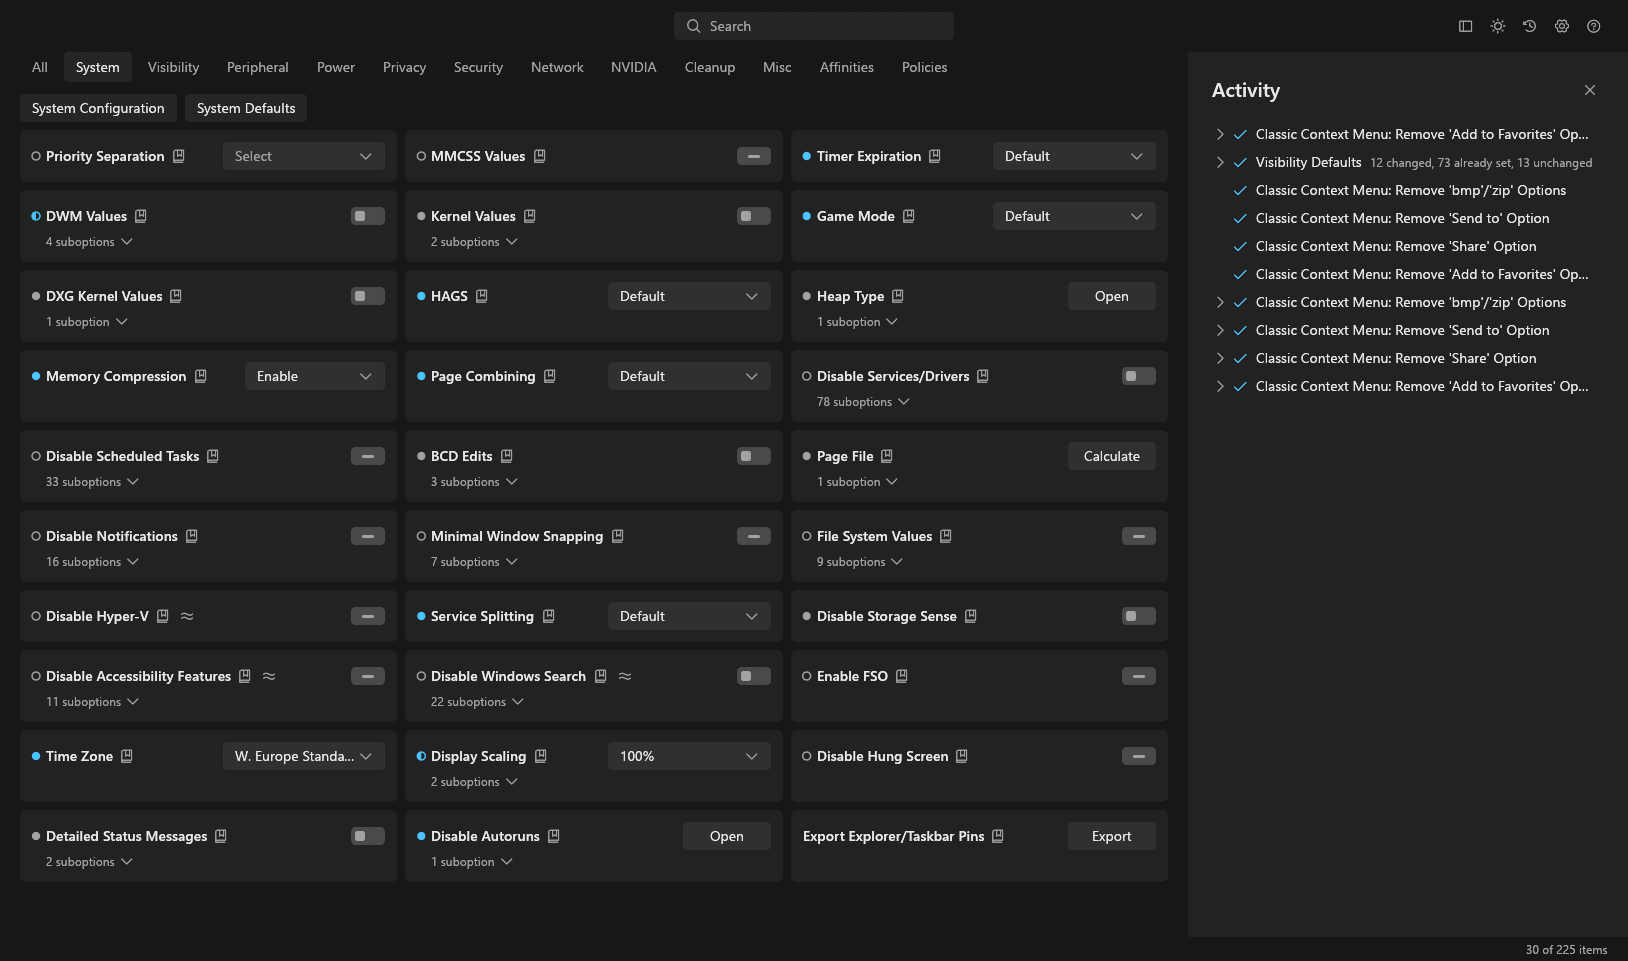 Search
All System Visibility Peripheral Power Privacy Security Network NVIDIA Cleanup Misc Affinities Policies
System Configuration System Defaults
Priority Separation Select
MMCSS Values
Timer Expiration Default
DWM Values
4 suboptions
Kernel Values
2 suboptions
Game Mode Default
DXG Kernel Values
1 suboption
HAGS Default
Heap Type Open
1 suboption
Memory Compression Enable
Page Combining Default
Disable Services/Drivers
78 suboptions
Disable Scheduled Tasks
33 suboptions
BCD Edits
3 suboptions
Page File Calculate
1 suboption
Disable Notifications
16 suboptions
Minimal Window Snapping
7 suboptions
File System Values
9 suboptions
Disable Hyper-V
Service Splitting Default
Disable Storage Sense
Disable Accessibility Features
11 suboptions
Disable Windows Search
22 suboptions
Enable FSO
Time Zone W. Europe Standa...
Display Scaling 100%
2 suboptions
Disable Hung Screen
Detailed Status Messages
2 suboptions
Disable Autoruns Open
1 suboption
Export Explorer/Taskbar Pins Export
Activity
Classic Context Menu: Remove 'Add to Favorites' Op...
Visibility Defaults 12 changed, 73 already set, 13 unchanged
Classic Context Menu: Remove 'bmp'/'zip' Options
Classic Context Menu: Remove 'Send to' Option
Classic Context Menu: Remove 'Share' Option
Classic Context Menu: Remove 'Add to Favorites' Op...
Classic Context Menu: Remove 'bmp'/'zip' Options
Classic Context Menu: Remove 'Send to' Option
Classic Context Menu: Remove 'Share' Option
Classic Context Menu: Remove 'Add to Favorites' Op...
30 of 225 items